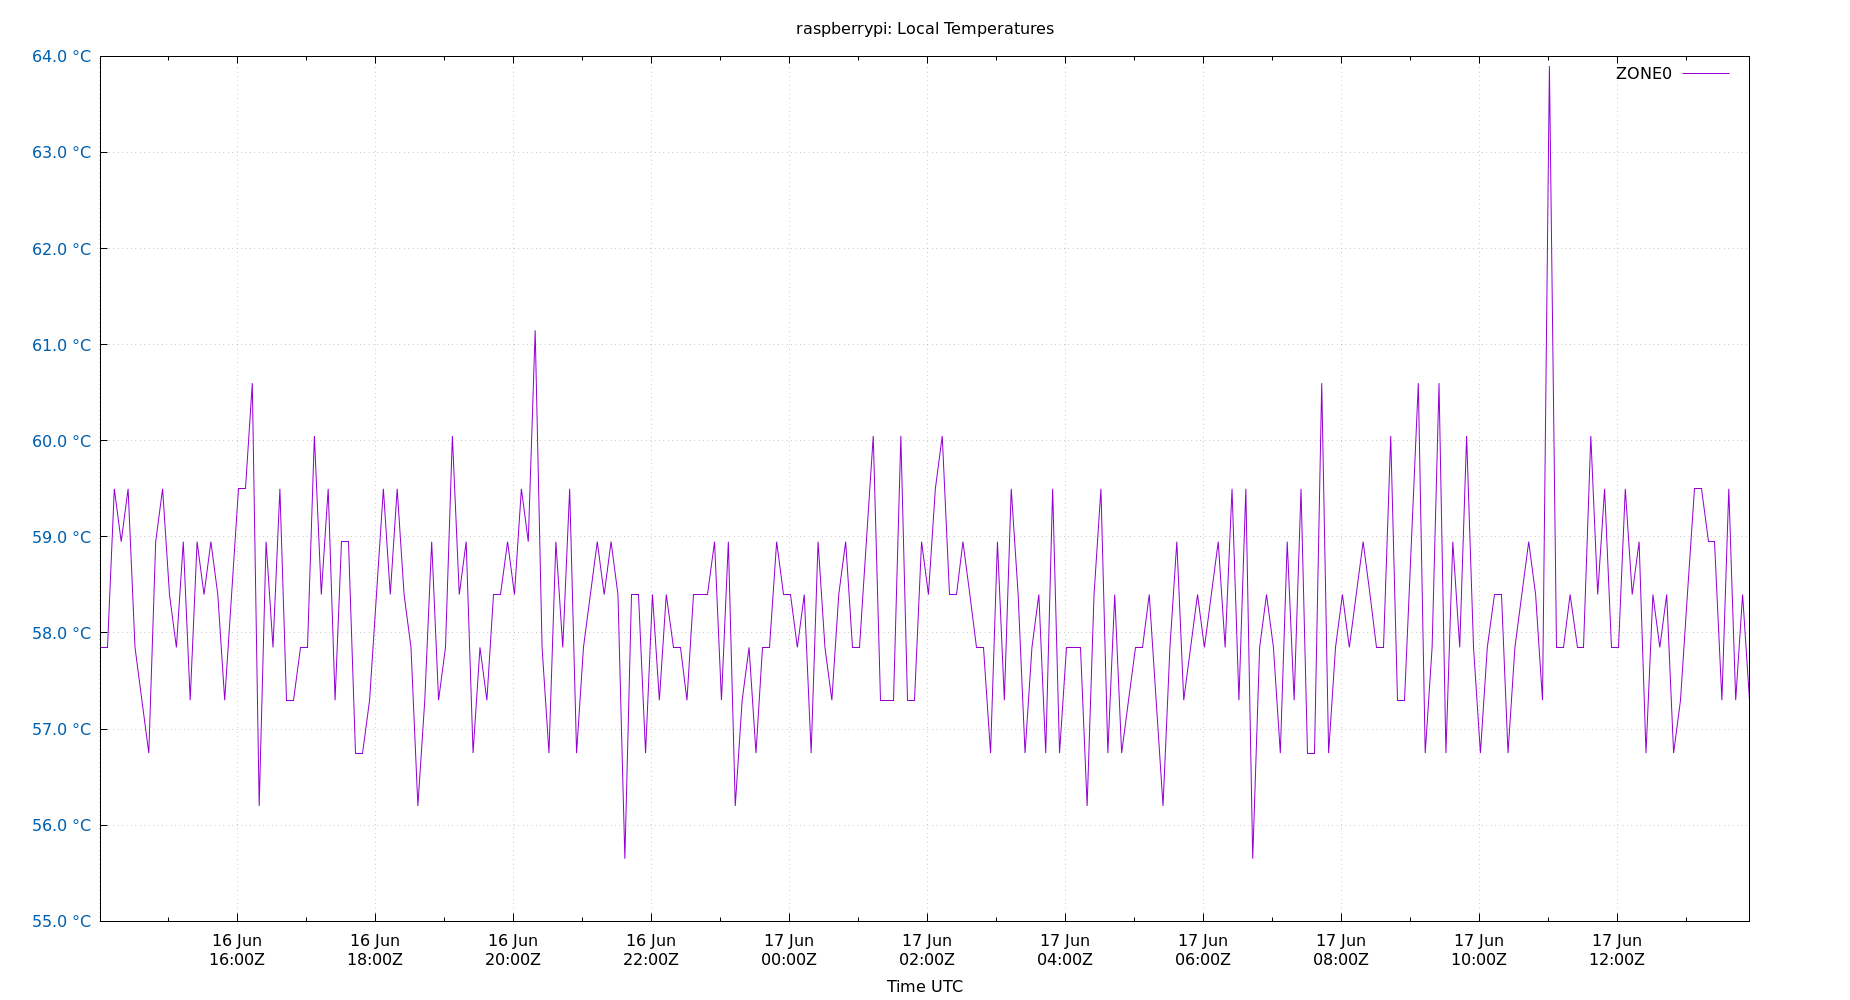 raspberrypi: Local Temperatures
64.0 °C
ZONE0
63.0 °C
62.0 °C
61.0 °C
60.0 °C
59.0 °C
58.0 °C
57.0 °C
56.0 °C
55.0 °C
16 Jun 16 Jun 16 Jun 16 Jun 17 Jun 17 Jun 17 Jun 17 Jun 17 Jun 17 Jun 17 Jun
16:00Z 18:00Z 20:00Z 22:00Z 00:00Z 02:00Z 04:00Z 06:00Z 08:00Z 10:00Z 12:00Z
Time UTC